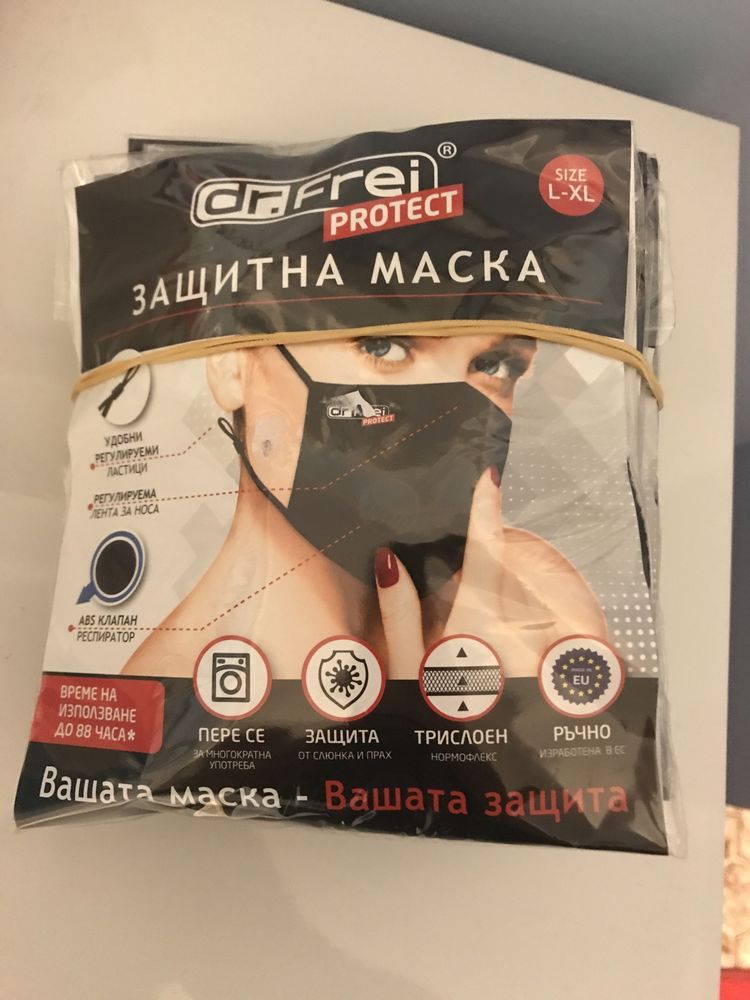 dr.Frei®
PROTECT
SIZE
L-XL
ЗАЩИТНА МАСКА
dr.Frei
PROTECT
УДОБНИ
РЕГУЛИРУЕМИ
ЛАСТИЦИ
РЕГУЛИРУЕМА
ЛЕНТА ЗА НОСА
ABS КЛАПАН
РЕСПИРАТОР
ВРЕМЕ НА
ИЗПОЛЗВАНЕ
ДО 88 ЧАСА*
ПЕРЕ СЕ
ЗА МНОГОКРАТНА
УПОТРЕБА
ЗАЩИТА
ОТ СЛЮНКА И ПРАХ
ТРИСЛОЕН
НОРМОФЛЕКС
MADE IN
EU
РЪЧНО
ИЗРАБОТЕНА В ЕС
Вашата маска - Вашата защита